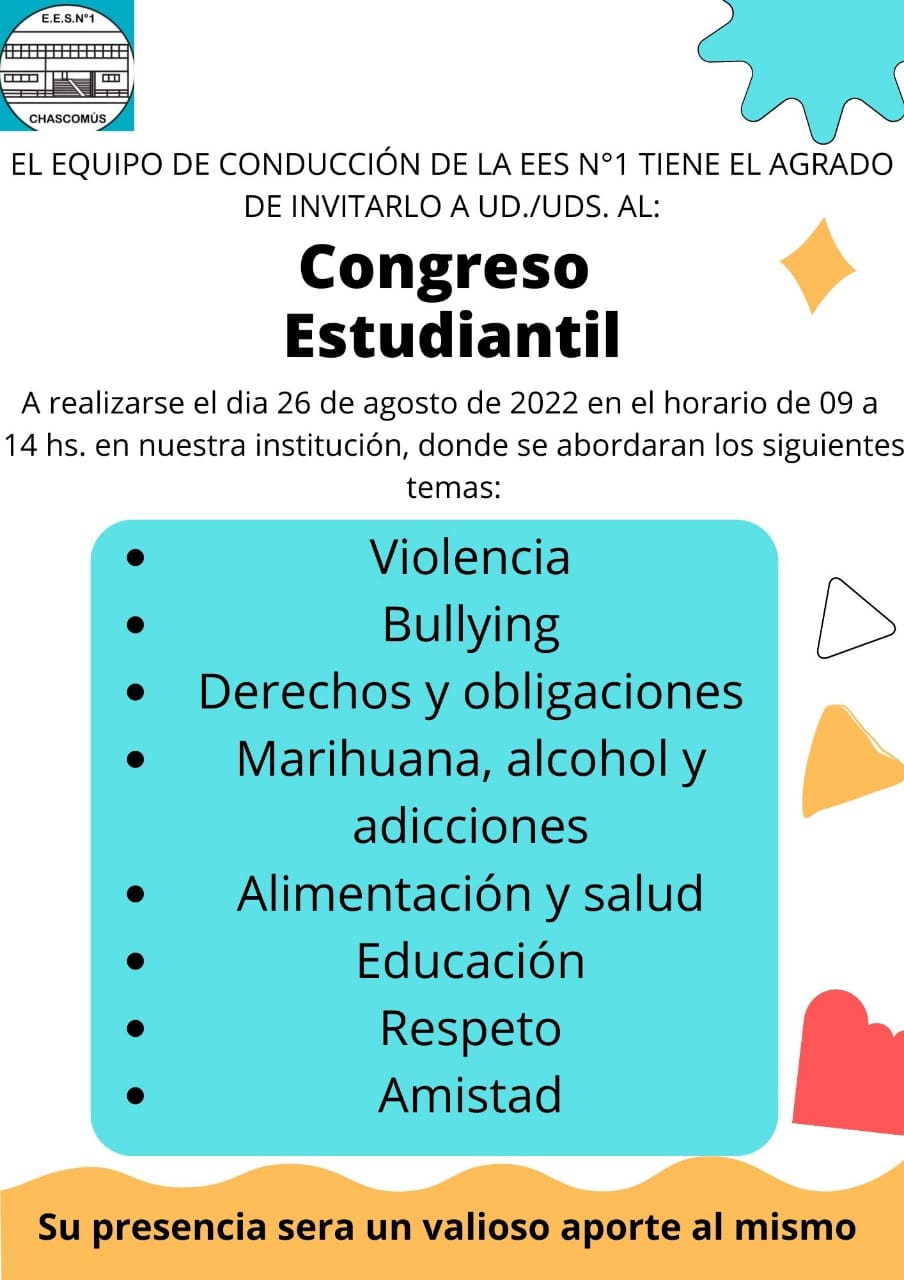 E.E.S.N°1
CHASCOMÚS
EL EQUIPO DE CONDUCCIÓN DE LA EES N°1 TIENE EL AGRADO
DE INVITARLO A UD./UDS. AL:
Congreso
Estudiantil
A realizarse el dia 26 de agosto de 2022 en el horario de 09 a
14 hs. en nuestra institución, donde se abordaran los siguientes
temas:
• Violencia
• Bullying
• Derechos y obligaciones
• Marihuana, alcohol y
adicciones
• Alimentación y salud
• Educación
• Respeto
• Amistad
Su presencia sera un valioso aporte al mismo